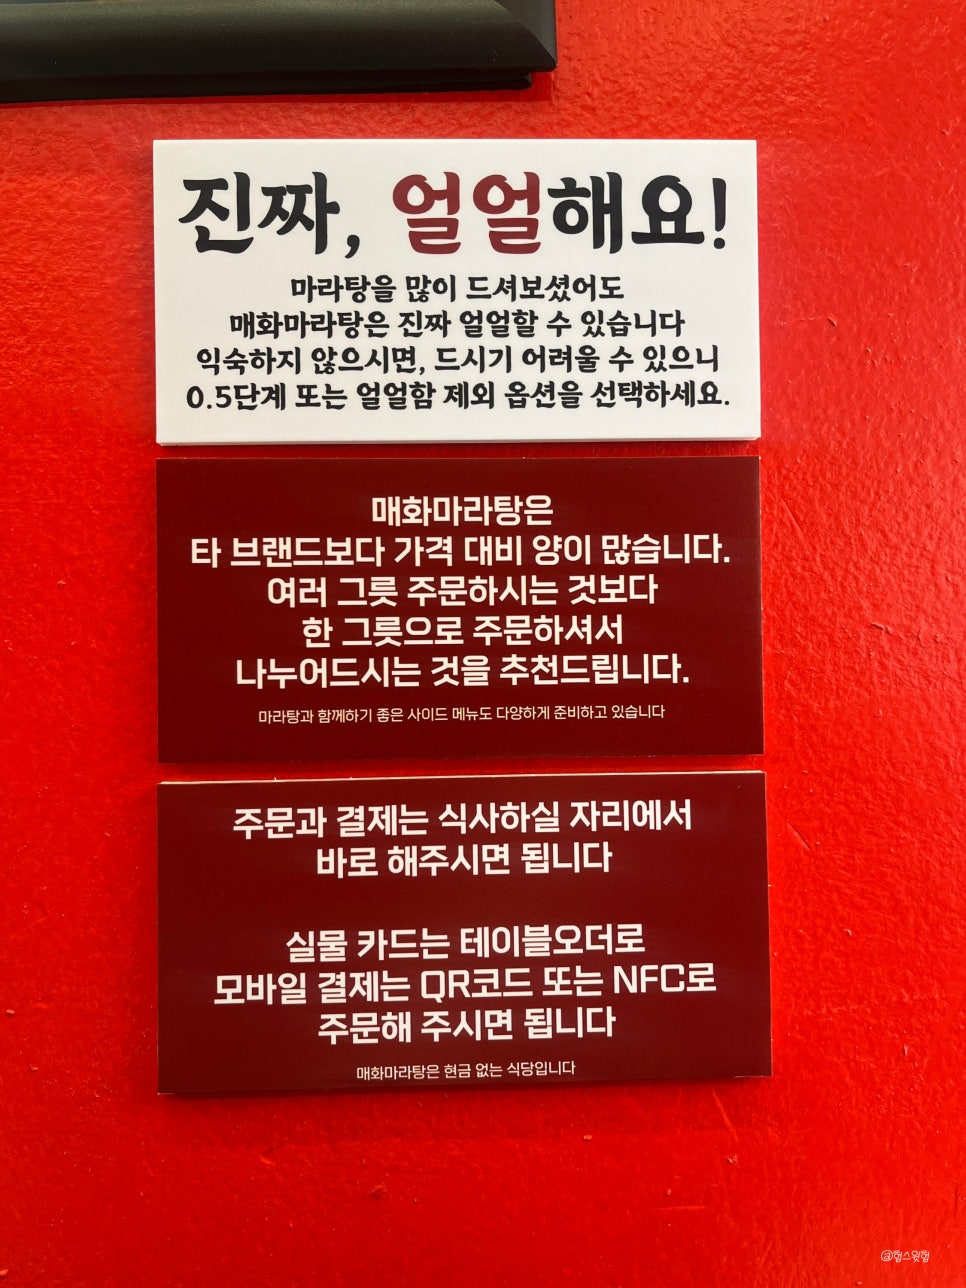 진짜, 얼얼해요!
마라탕을 많이 드셔보셨어도
매화마라탕은 진짜 얼얼할 수 있습니다
익숙하지 않으시면, 드시기 어려울 수 있으니
0.5단계 또는 얼얼함 제외 옵션을 선택하세요.
매화마라탕은
타 브랜드보다 가격 대비 양이 많습니다.
여러 그릇 주문하시는 것보다
한 그릇으로 주문하셔서
나누어드시는 것을 추천드립니다.
마라탕과 함께하기 좋은 사이드 메뉴도 다양하게 준비하고 있습니다
주문과 결제는 식사하실 자리에서
바로 해주시면 됩니다
실물 카드는 테이블오더로
모바일 결제는 QR코드 또는 NFC로
주문해 주시면 됩니다
매화마라탕은 현금 없는 식당입니다